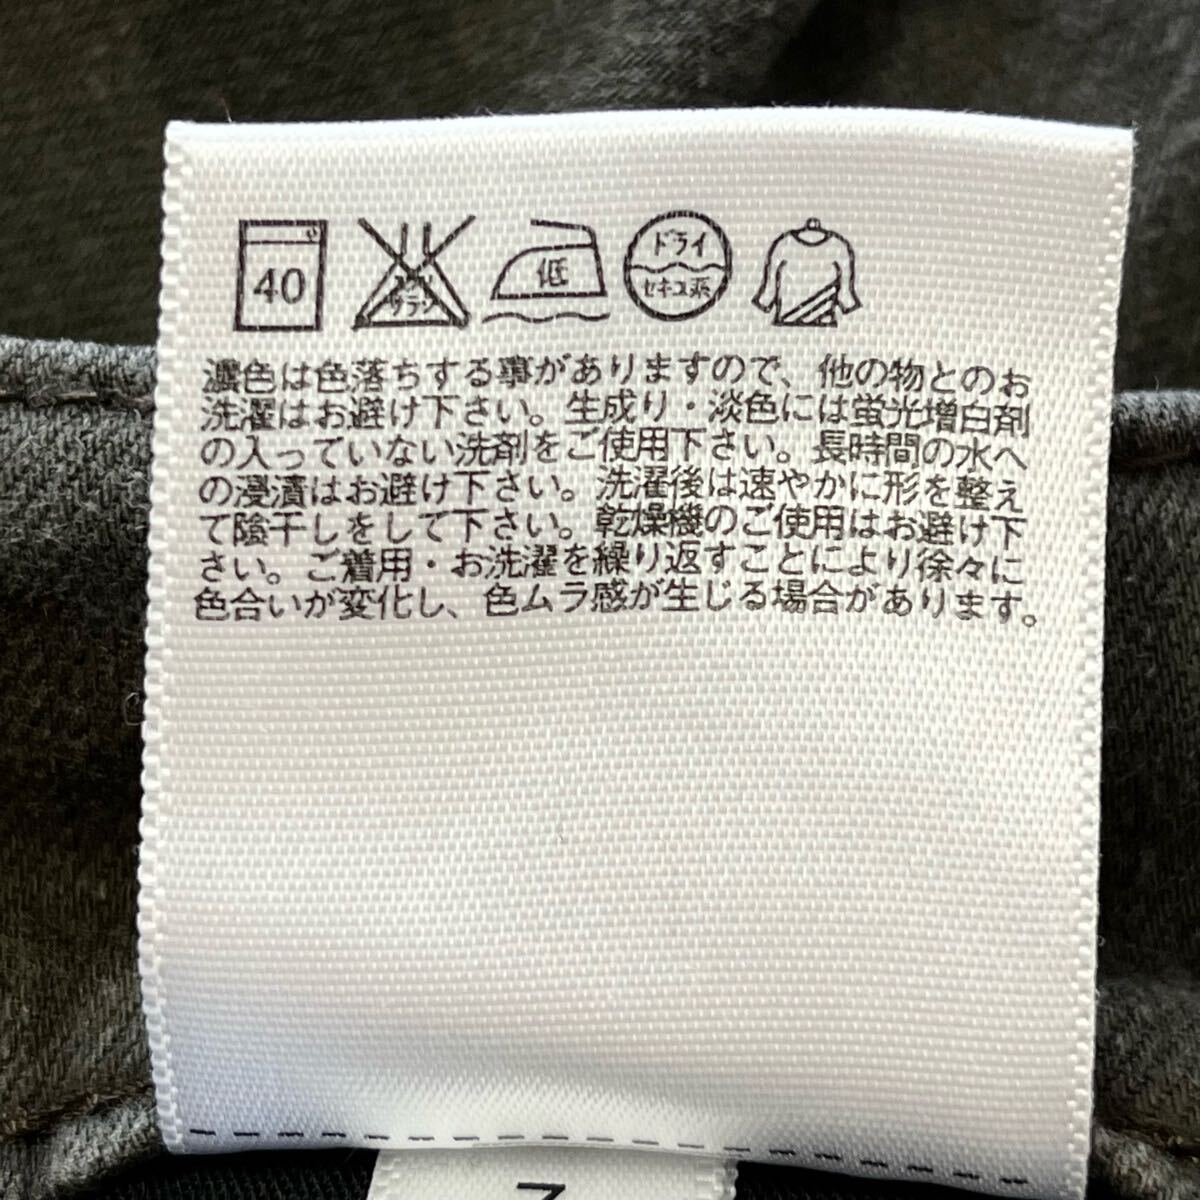 40
エンソ
サラシ
低
ドライ
セキユ系
濃色は色落ちする事がありますので、他の物とのお
洗濯はお避け下さい。生成り・淡色には蛍光増白剤
の入っていない洗剤をご使用下さい。長時間の水へ
の浸漬はお避け下さい。洗濯後は速やかに形を整え
て陰干しをして下さい。乾燥機のご使用はお避け下
さい。ご着用・お洗濯を繰り返すことにより徐々に
色合いが変化し、色ムラ感が生じる場合があります。